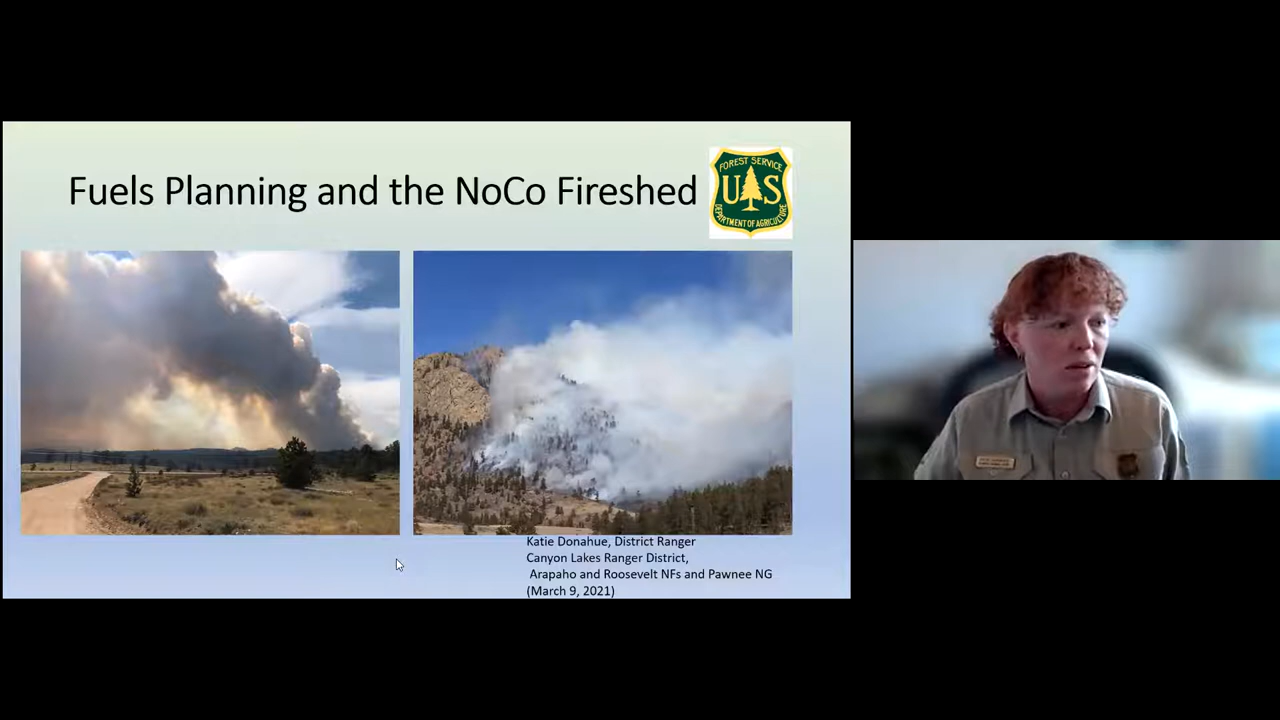 Fuels Planning and the NoCo Fireshed
FOREST SERVICE
U S
DEPARTMENT OF AGRICULTURE
Katie Donahue, District Ranger
Canyon Lakes Ranger District,
Arapaho and Roosevelt NFs and Pawnee NG
(March 9, 2021)